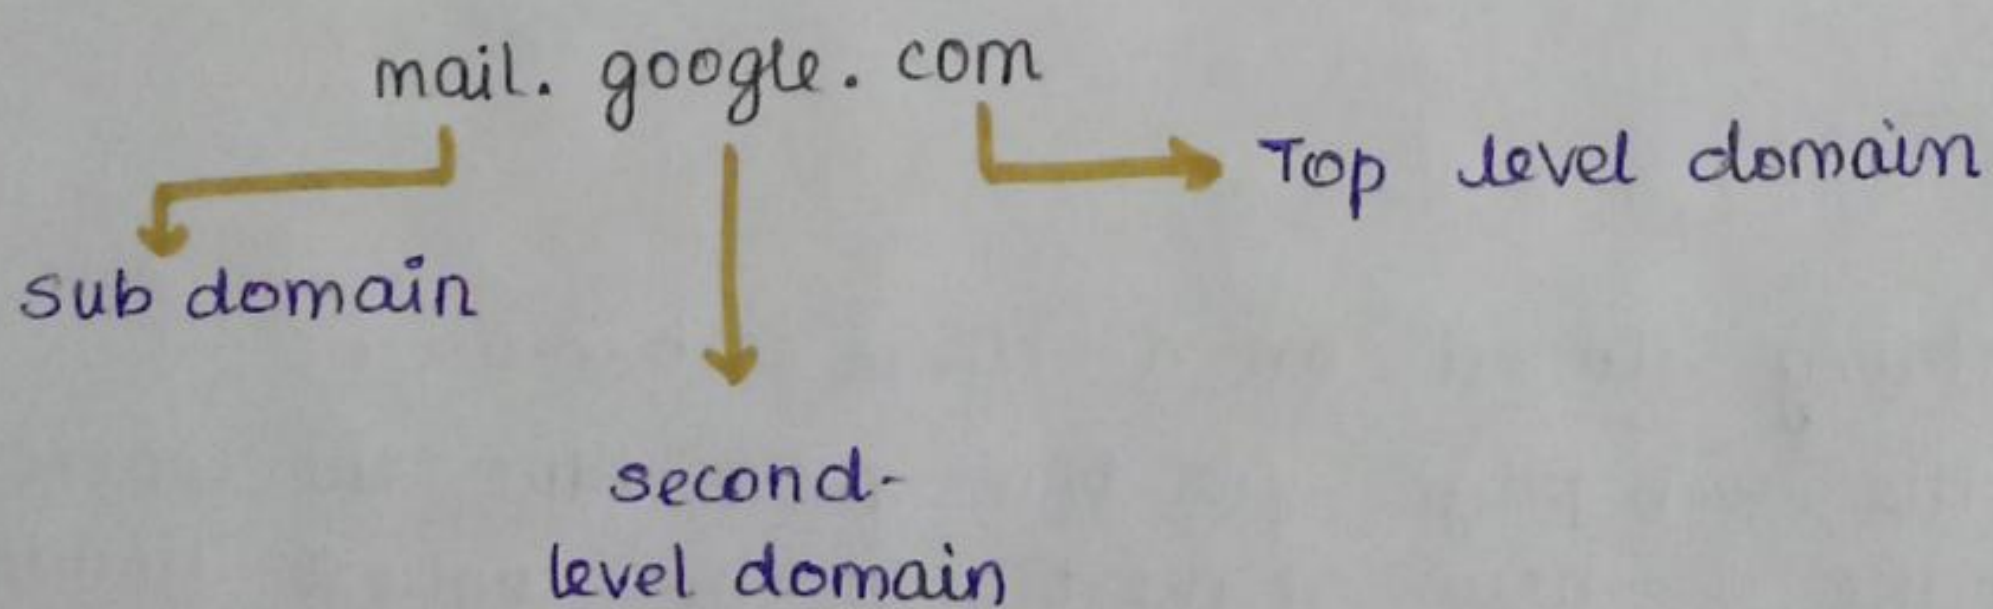 mail. google. com
Top level domain
sub domain
second-
level domain